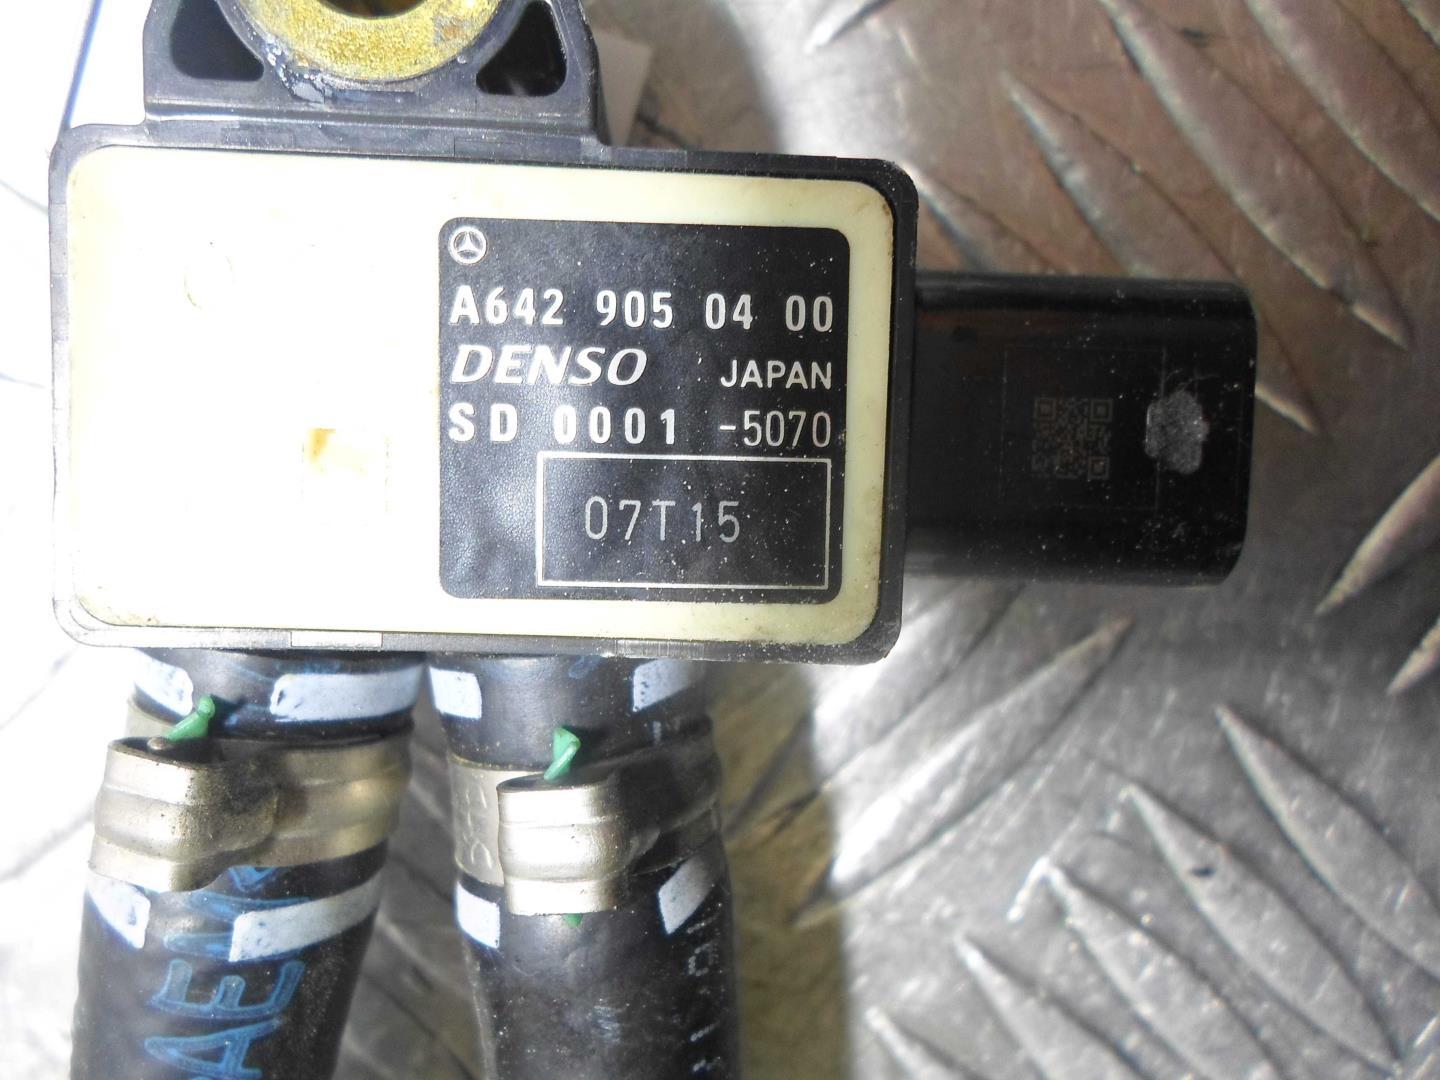 A642 905 04 00
DENSO JAPAN
SD 0001 -5070
07T15